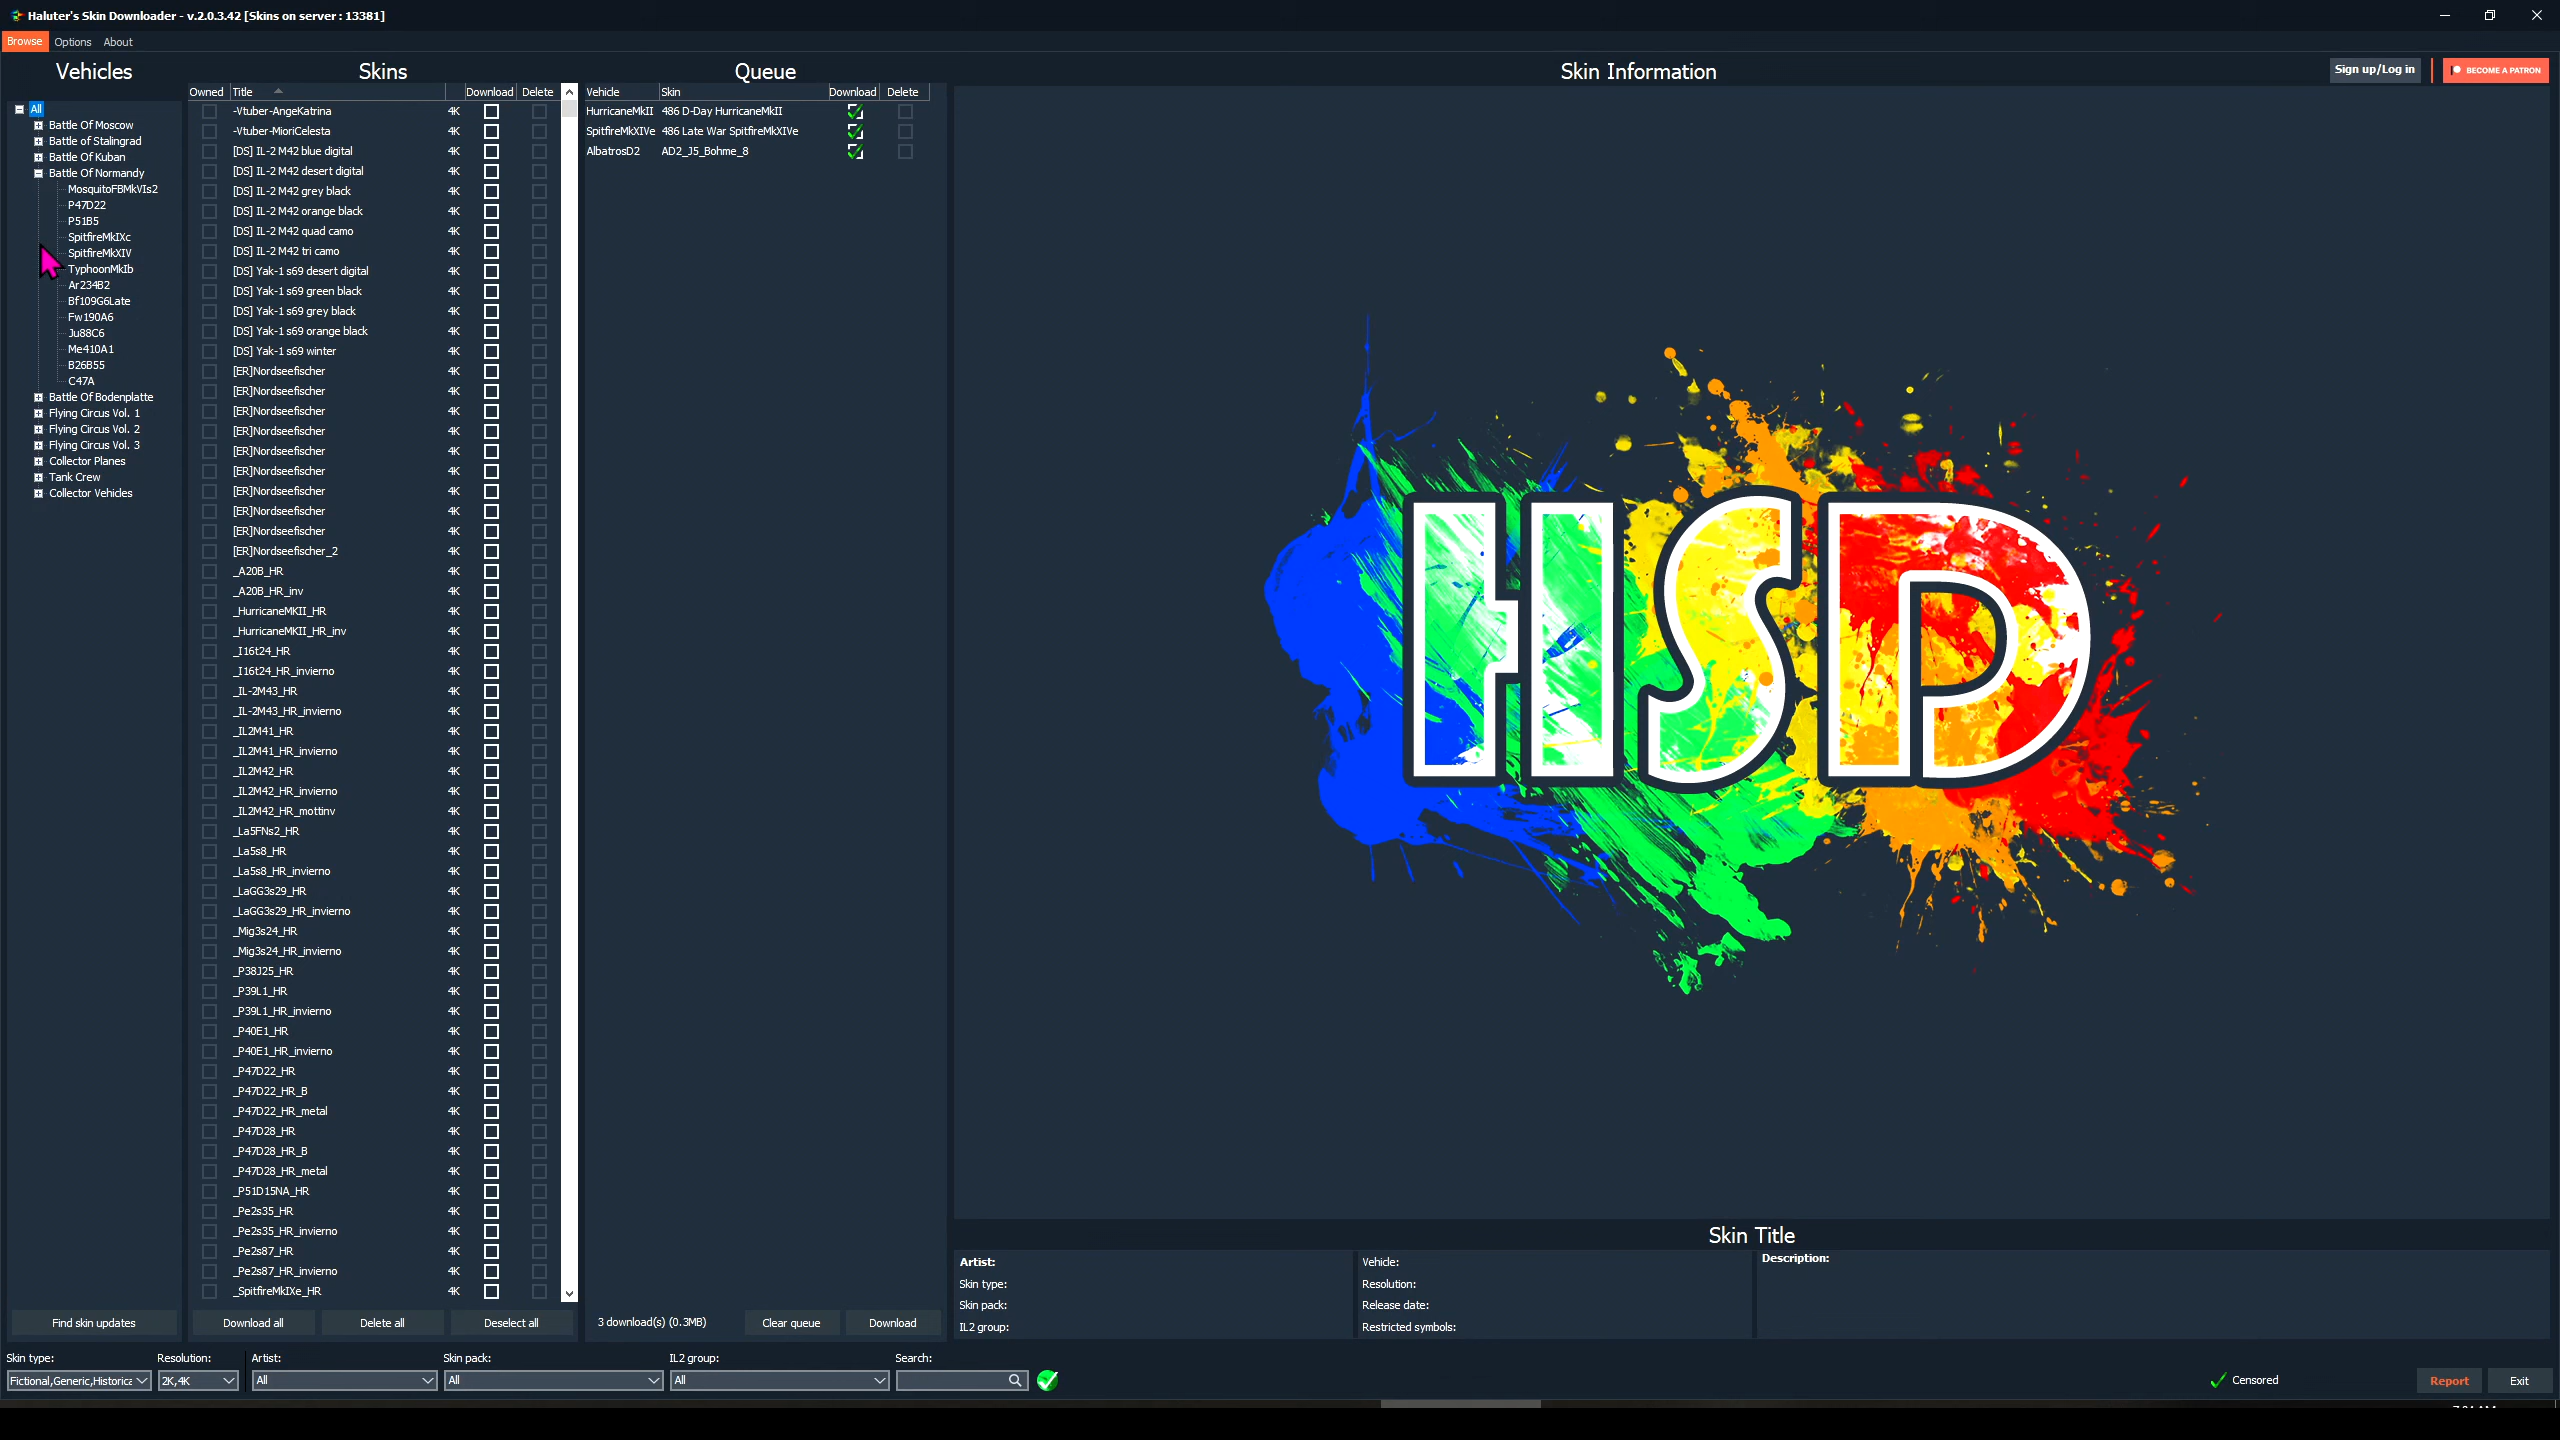 Haluter's Skin Downloader - v.2.0.3.42 [Skins on server : 13381]
Browse Options About
Vehicles
All
Battle Of Moscow
Battle of Stalingrad
Battle Of Kuban
Battle Of Normandy
MosquitoFBMkVIs2
P47D22
P51B5
SpitfireMkIXc
SpitfireMkXIV
TyphoonMkIb
Ar234B2
Bf109G6Late
Fw190A6
Ju88C6
Me410A1
B26B55
C47A
Battle Of Bodenplatte
Flying Circus Vol. 1
Flying Circus Vol. 2
Flying Circus Vol. 3
Collector Planes
Tank Crew
Collector Vehicles
Find skin updates
Skins
Owned Title Download Delete
-Vtuber-AngeKatrina 4K
-Vtuber-MioriCelesta 4K
[DS] IL-2 M42 blue digital 4K
[DS] IL-2 M42 desert digital 4K
[DS] IL-2 M42 grey black 4K
[DS] IL-2 M42 orange black 4K
[DS] IL-2 M42 quad camo 4K
[DS] IL-2 M42 tri camo 4K
[DS] Yak-1 s69 desert digital 4K
[DS] Yak-1 s69 green black 4K
[DS] Yak-1 s69 grey black 4K
[DS] Yak-1 s69 orange black 4K
[DS] Yak-1 s69 winter 4K
[ER]Nordseefischer 4K
[ER]Nordseefischer 4K
[ER]Nordseefischer 4K
[ER]Nordseefischer 4K
[ER]Nordseefischer 4K
[ER]Nordseefischer 4K
[ER]Nordseefischer 4K
[ER]Nordseefischer 4K
[ER]Nordseefischer 4K
[ER]Nordseefischer_2 4K
_A20B_HR 4K
_A20B_HR_inv 4K
_HurricaneMKII_HR 4K
_HurricaneMKII_HR_inv 4K
_I16t24_HR 4K
_I16t24_HR_invierno 4K
_IL-2M43_HR 4K
_IL-2M43_HR_invierno 4K
_IL2M41_HR 4K
_IL2M41_HR_invierno 4K
_IL2M42_HR 4K
_IL2M42_HR_invierno 4K
_IL2M42_HR_mottinv 4K
_La5FNs2_HR 4K
_La5s8_HR 4K
_La5s8_HR_invierno 4K
_LaGG3s29_HR 4K
_LaGG3s29_HR_invierno 4K
_Mig3s24_HR 4K
_Mig3s24_HR_invierno 4K
_P38J25_HR 4K
_P39L1_HR 4K
_P39L1_HR_invierno 4K
_P40E1_HR 4K
_P40E1_HR_invierno 4K
_P47D22_HR 4K
_P47D22_HR_B 4K
_P47D22_HR_metal 4K
_P47D28_HR 4K
_P47D28_HR_B 4K
_P47D28_HR_metal 4K
_P51D15NA_HR 4K
_Pe2s35_HR 4K
_Pe2s35_HR_invierno 4K
_Pe2s87_HR 4K
_Pe2s87_HR_invierno 4K
_SpitfireMkIXe_HR 4K
Download all Delete all Deselect all
Queue
Vehicle Skin Download Delete
HurricaneMkII 486 D-Day HurricaneMkII
SpitfireMkXIVe 486 Late War SpitfireMkXIVe
AlbatrosD2 AD2_J5_Bohme_8
3 download(s) (0.3MB) Clear queue Download
Skin Information
Sign up/Log in BECOME A PATRON
HSD
Skin Title
Artist:
Skin type:
Skin pack:
IL2 group:
Vehicle:
Resolution:
Release date:
Restricted symbols:
Description:
Skin type: Resolution: Artist: Skin pack: IL2 group: Search:
Fictional,Generic,Historica 2K,4K All All All
Censored Report Exit